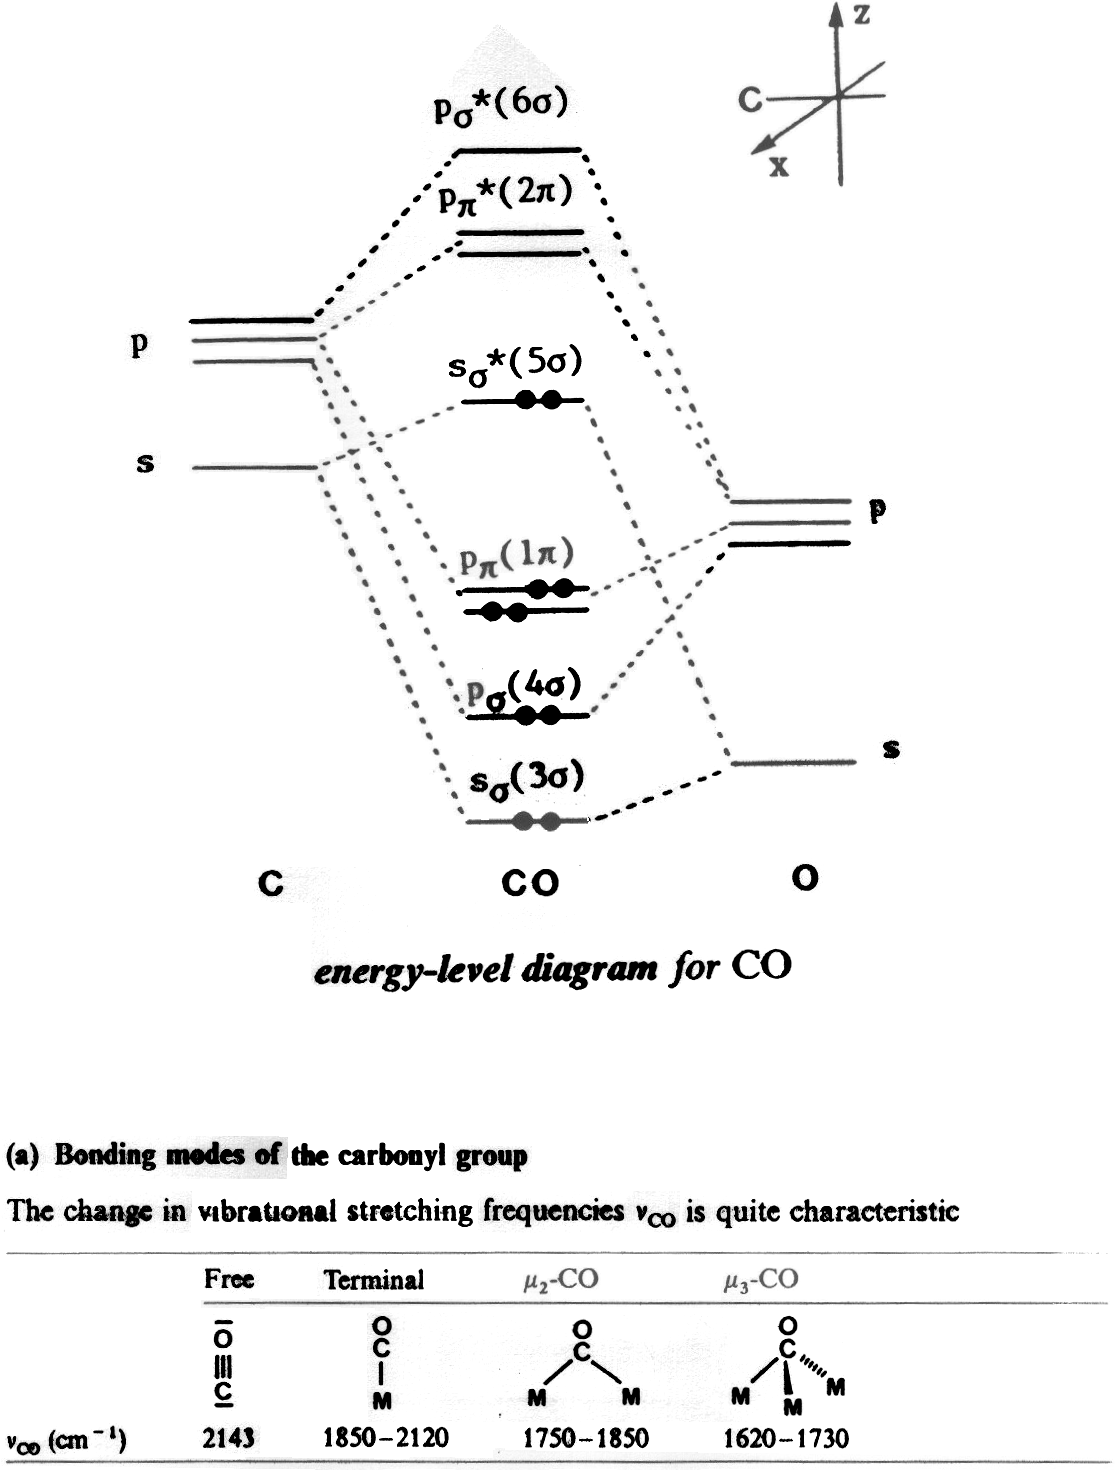 z
pσ*(6σ)
C
x
pπ*(2π)
p
sσ*(5σ)
s
p
pπ(1π)
pσ(4σ)
s
sσ(3σ)
C CO O
energy-level diagram for CO
(a) Bonding modes of the carbonyl group
The change in vibrational stretching frequencies νCO is quite characteristic
Free Terminal μ2-CO μ3-CO
O O O O
C C C C
M M M M M M
νCO (cm⁻¹) 2143 1850–2120 1750–1850 1620–1730